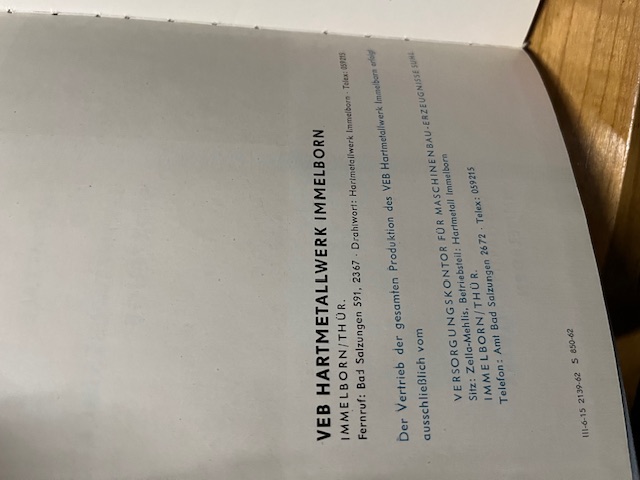 VEB HARTMETALLWERK IMMELBORN
IMMELBORN/THÜR.
Fernruf: Bad Salzungen 591, 2367 · Drahtwort: Hartmetallwerk Immelborn · Telex: 059215
Der Vertrieb der gesamten Produktion des VEB Hartmetallwerk Immelborn erfolgt
ausschließlich vom
VERSORGUNGSKONTOR FÜR MASCHINENBAU-ERZEUGNISSE SUHL
Sitz: Zella-Mehlis, Betriebsteil: Hartmetall Immelborn
IMMELBORN/THÜR.
Telefon: Amt Bad Salzungen 2672 · Telex: 059215
III-6-15 2139-62 S 850-62